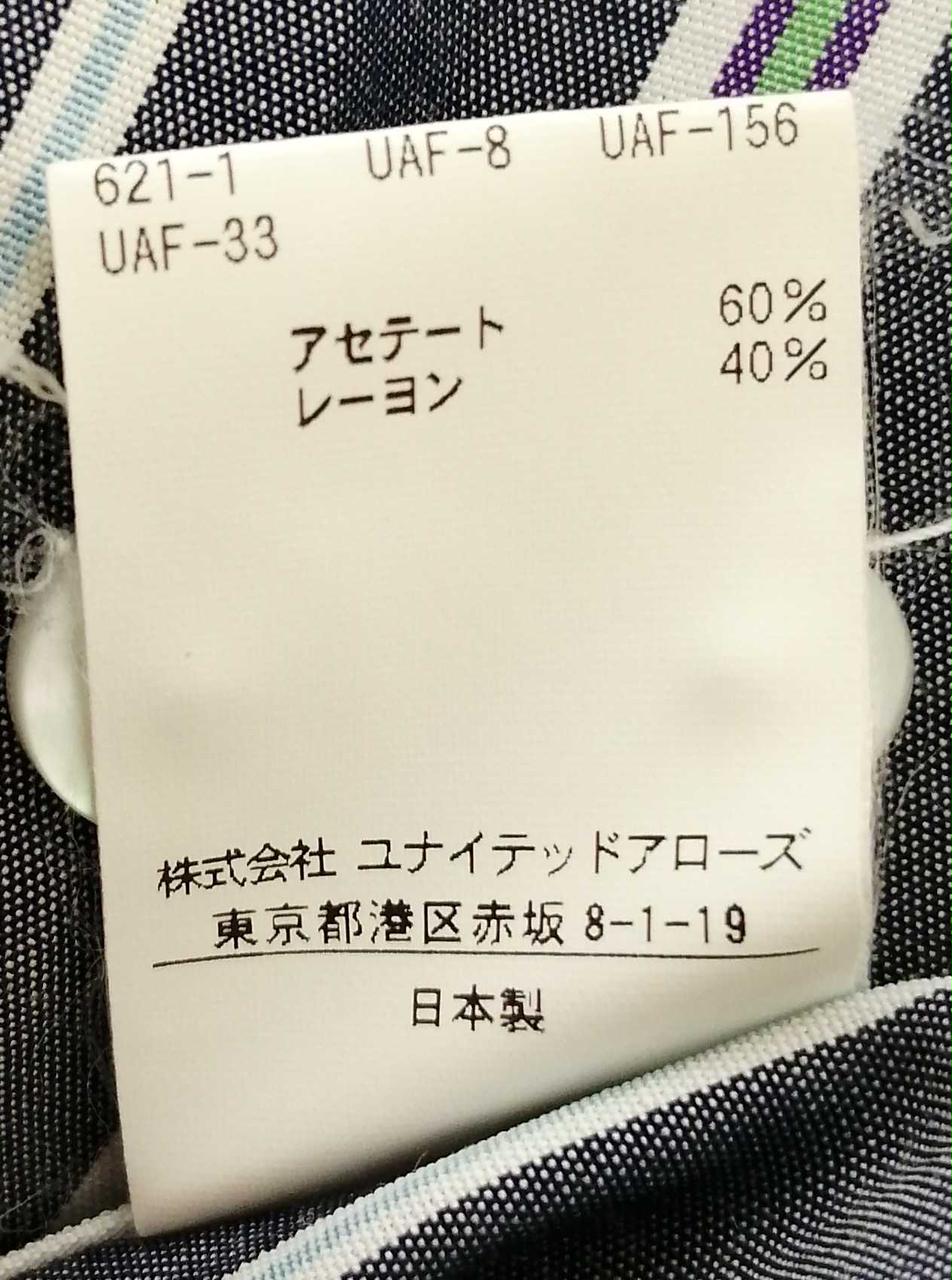 621-1 UAF-8 UAF-156
UAF-33
アセテート 60%
レーヨン 40%
株式会社 ユナイテッドアローズ
東京都港区赤坂 8-1-19
日本製